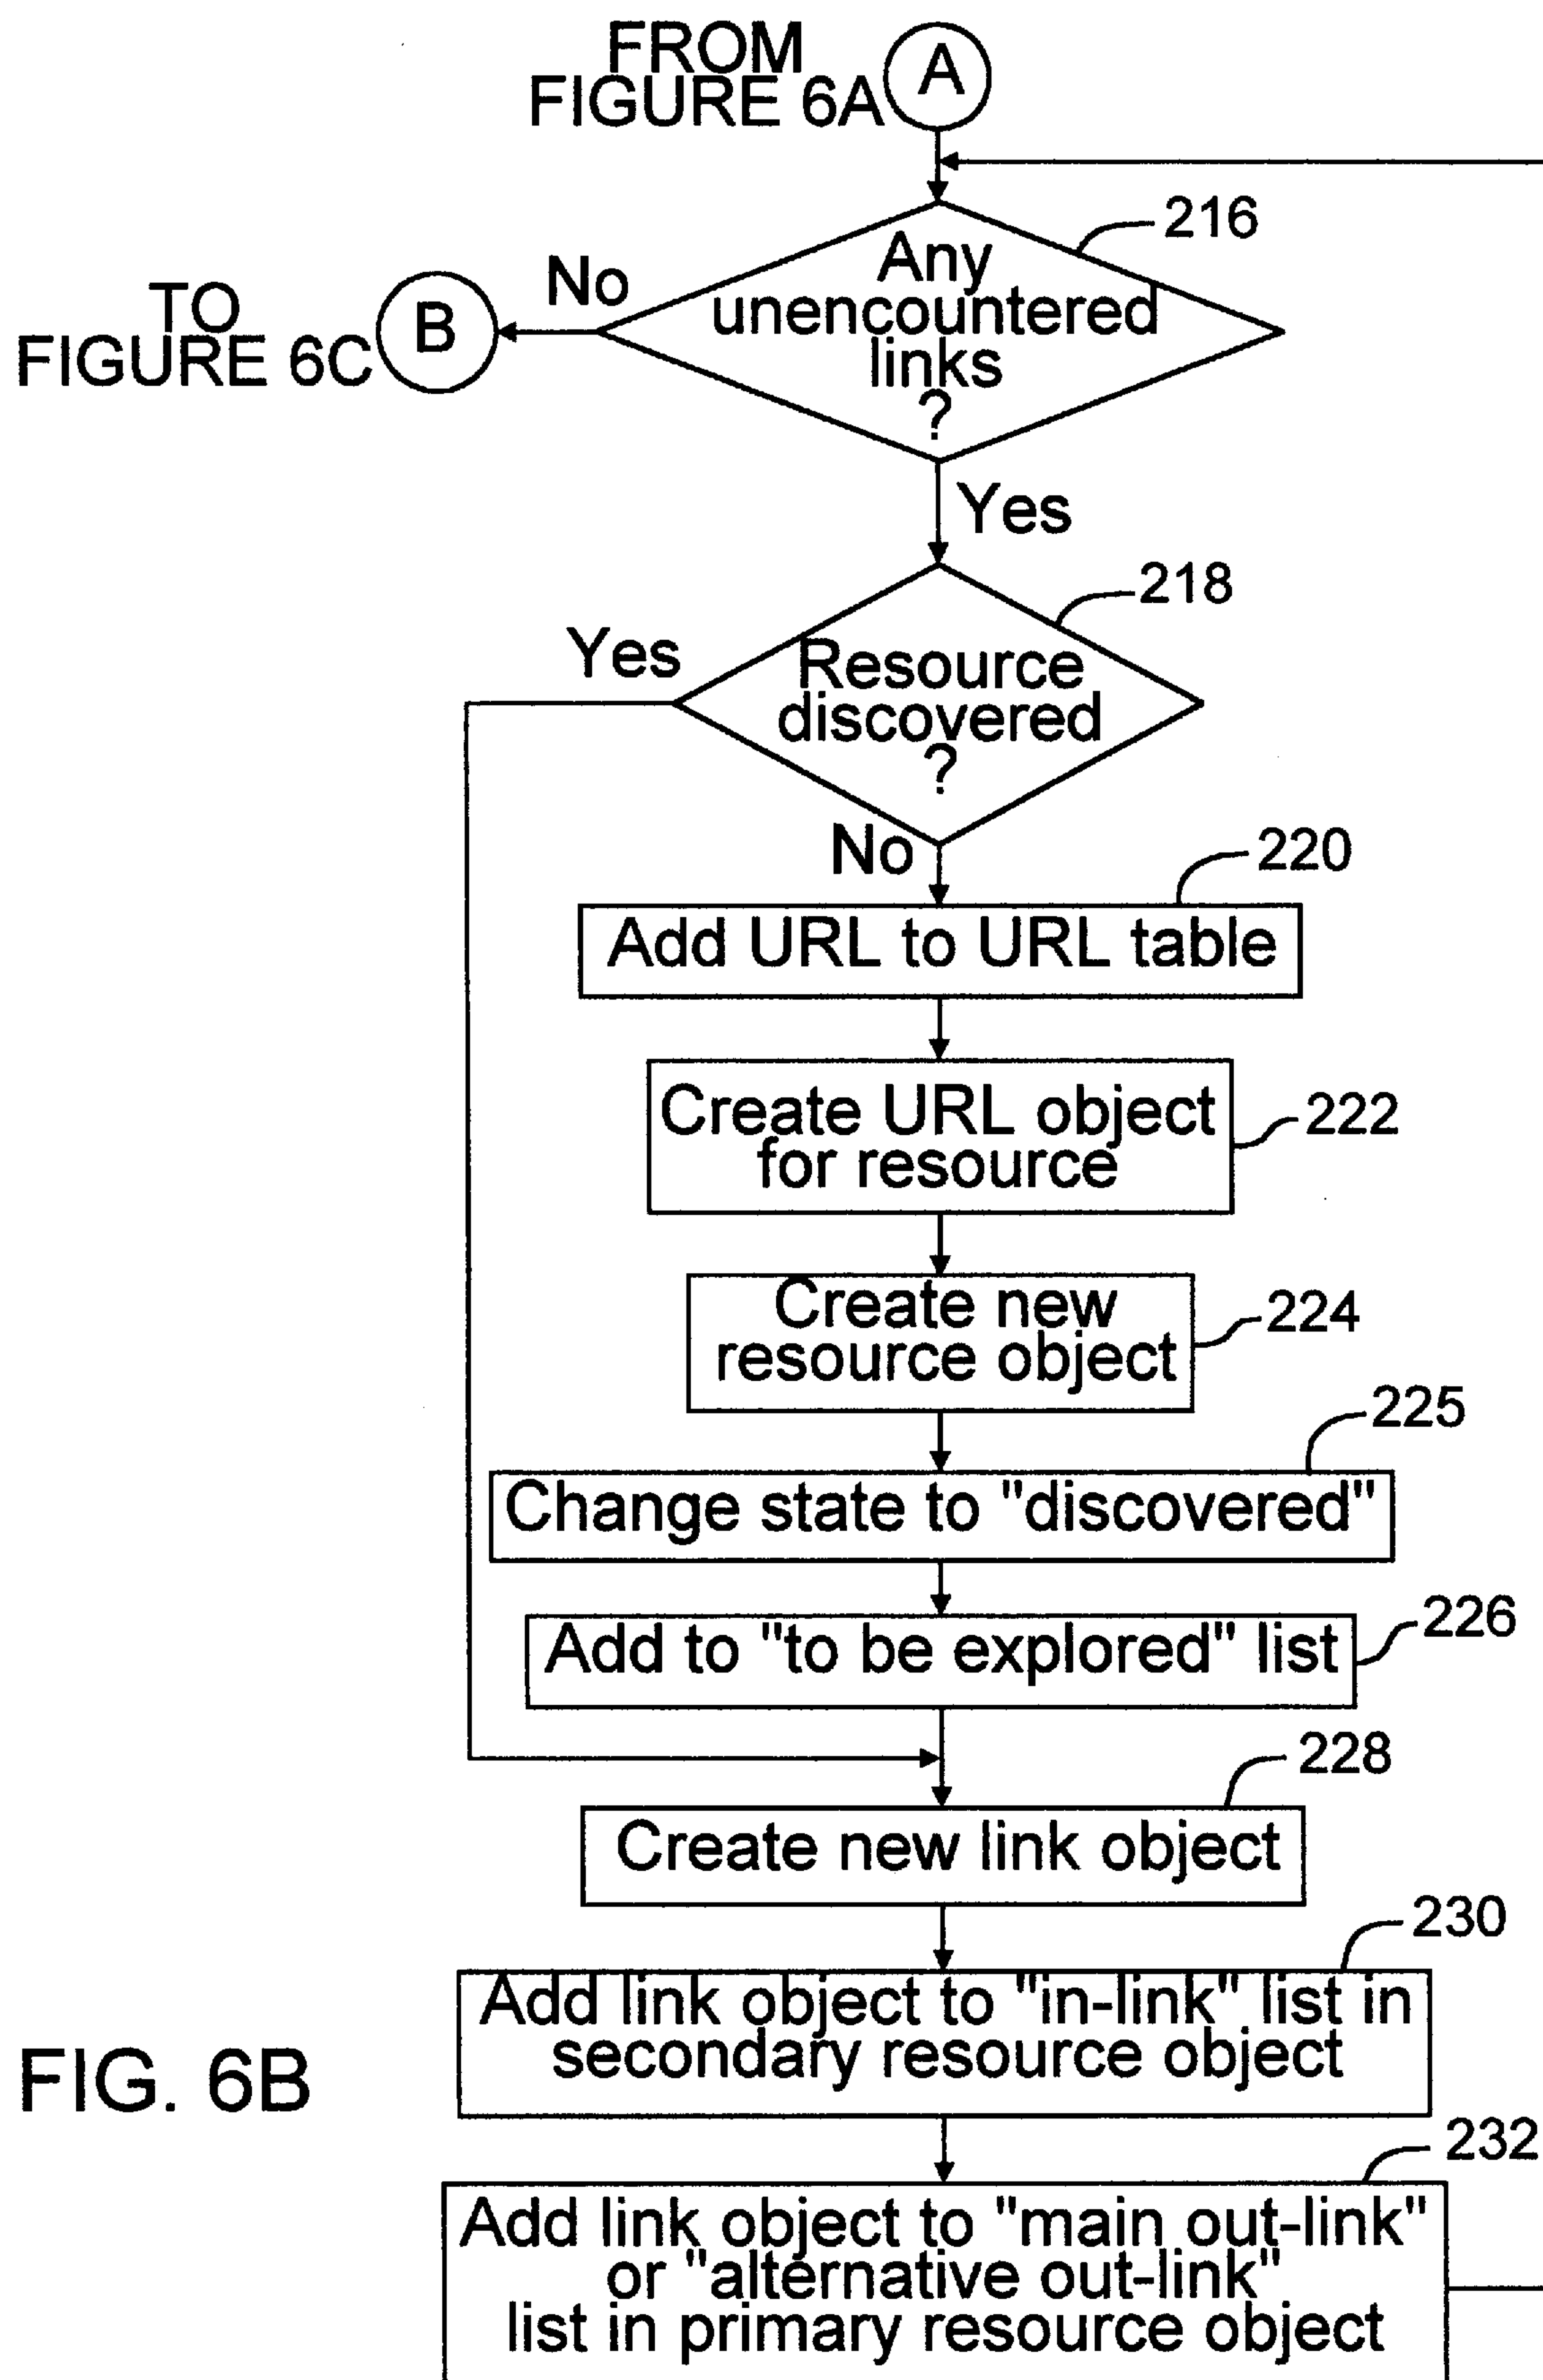 FROM
FIGURE 6A
A
216
Any
unencountered
links
?
No
TO
FIGURE 6C
B
Yes
218
Yes
Resource
discovered
?
No
220
Add URL to URL table
Create URL object
for resource
222
Create new
resource object
224
225
Change state to "discovered"
226
Add to "to be explored" list
228
Create new link object
230
Add link object to "in-link" list in
secondary resource object
FIG. 6B
232
Add link object to "main out-link"
or "alternative out-link"
list in primary resource object